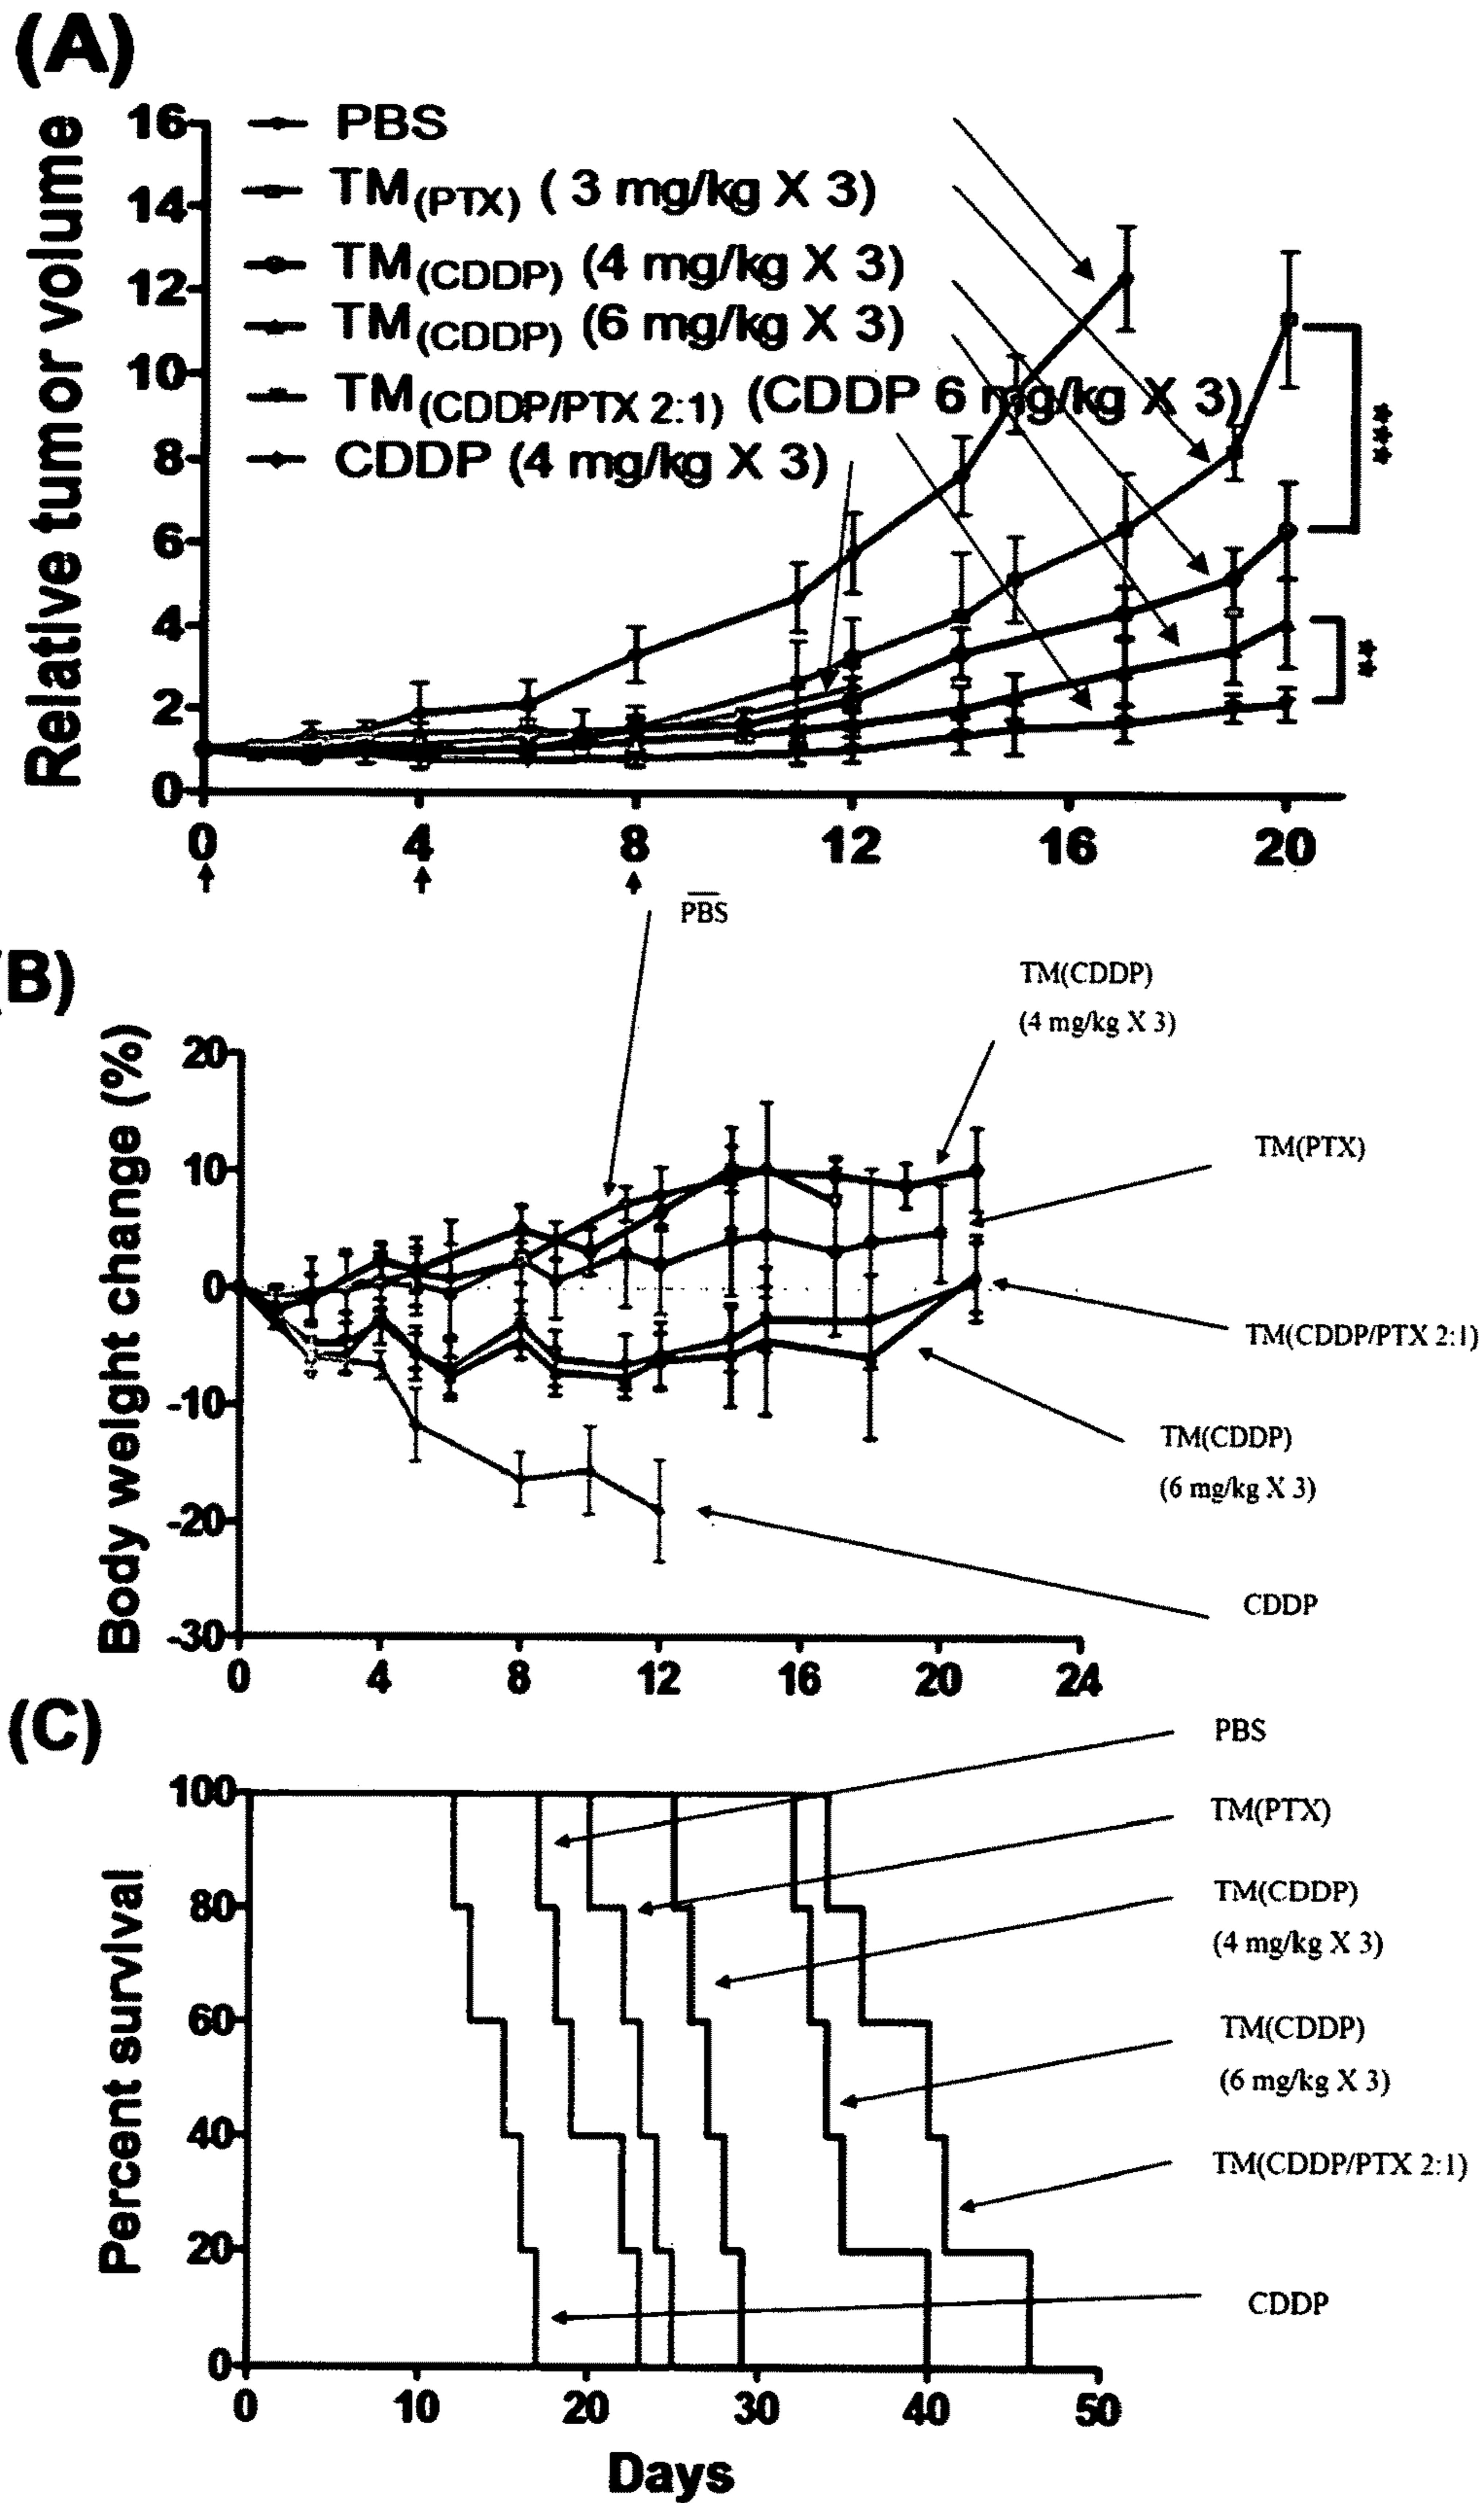 (A)
Relative tumor volume
16
14
12
10
8
6
4
2
0
PBS
TM(PTX) ( 3 mg/kg X 3)
TM(CDDP) (4 mg/kg X 3)
TM(CDDP) (6 mg/kg X 3)
TM(CDDP/PTX 2:1) (CDDP 6 mg/kg X 3)
CDDP (4 mg/kg X 3)
***
**
0 4 8 12 16 20
(B)
Body weight change (%)
20
10
0
-10
-20
-30
PBS
TM(CDDP)
(4 mg/kg X 3)
TM(PTX)
TM(CDDP/PTX 2:1)
TM(CDDP)
(6 mg/kg X 3)
CDDP
0 4 8 12 16 20 24
(C)
Percent survival
100
80
60
40
20
0
PBS
TM(PTX)
TM(CDDP)
(4 mg/kg X 3)
TM(CDDP)
(6 mg/kg X 3)
TM(CDDP/PTX 2:1)
CDDP
0 10 20 30 40 50
Days